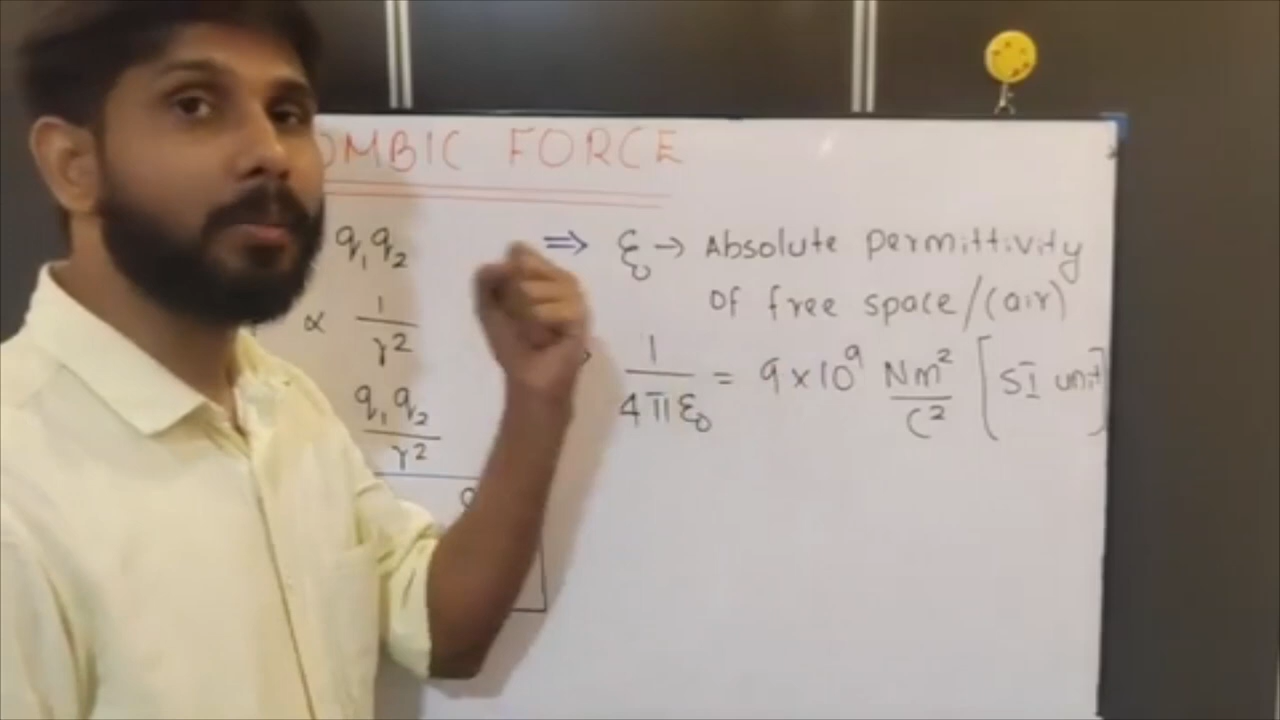 OMBIC FORCE
q₁q₂
∝ 1/r²
q₁q₂/r²
⇒ ε₀ → Absolute permittivity
of free space/(air)
1/4πε₀ = 9×10⁹ Nm²/C² [SI unit]